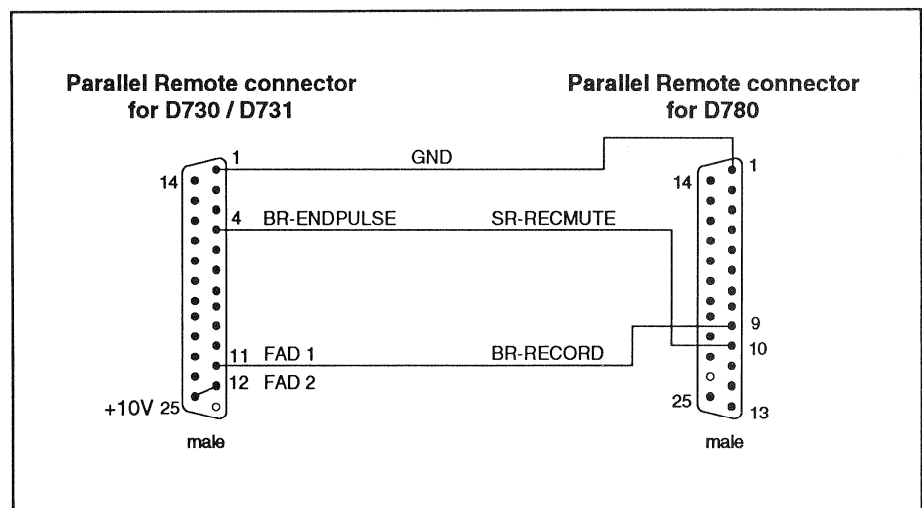 Parallel Remote connector
for D730 / D731
Parallel Remote connector
for D780
1
GND
1
14
14
4 BR-ENDPULSE SR-RECMUTE
9
10
11 FAD 1 BR-RECORD
12 FAD 2
+10V 25
25
13
male
male